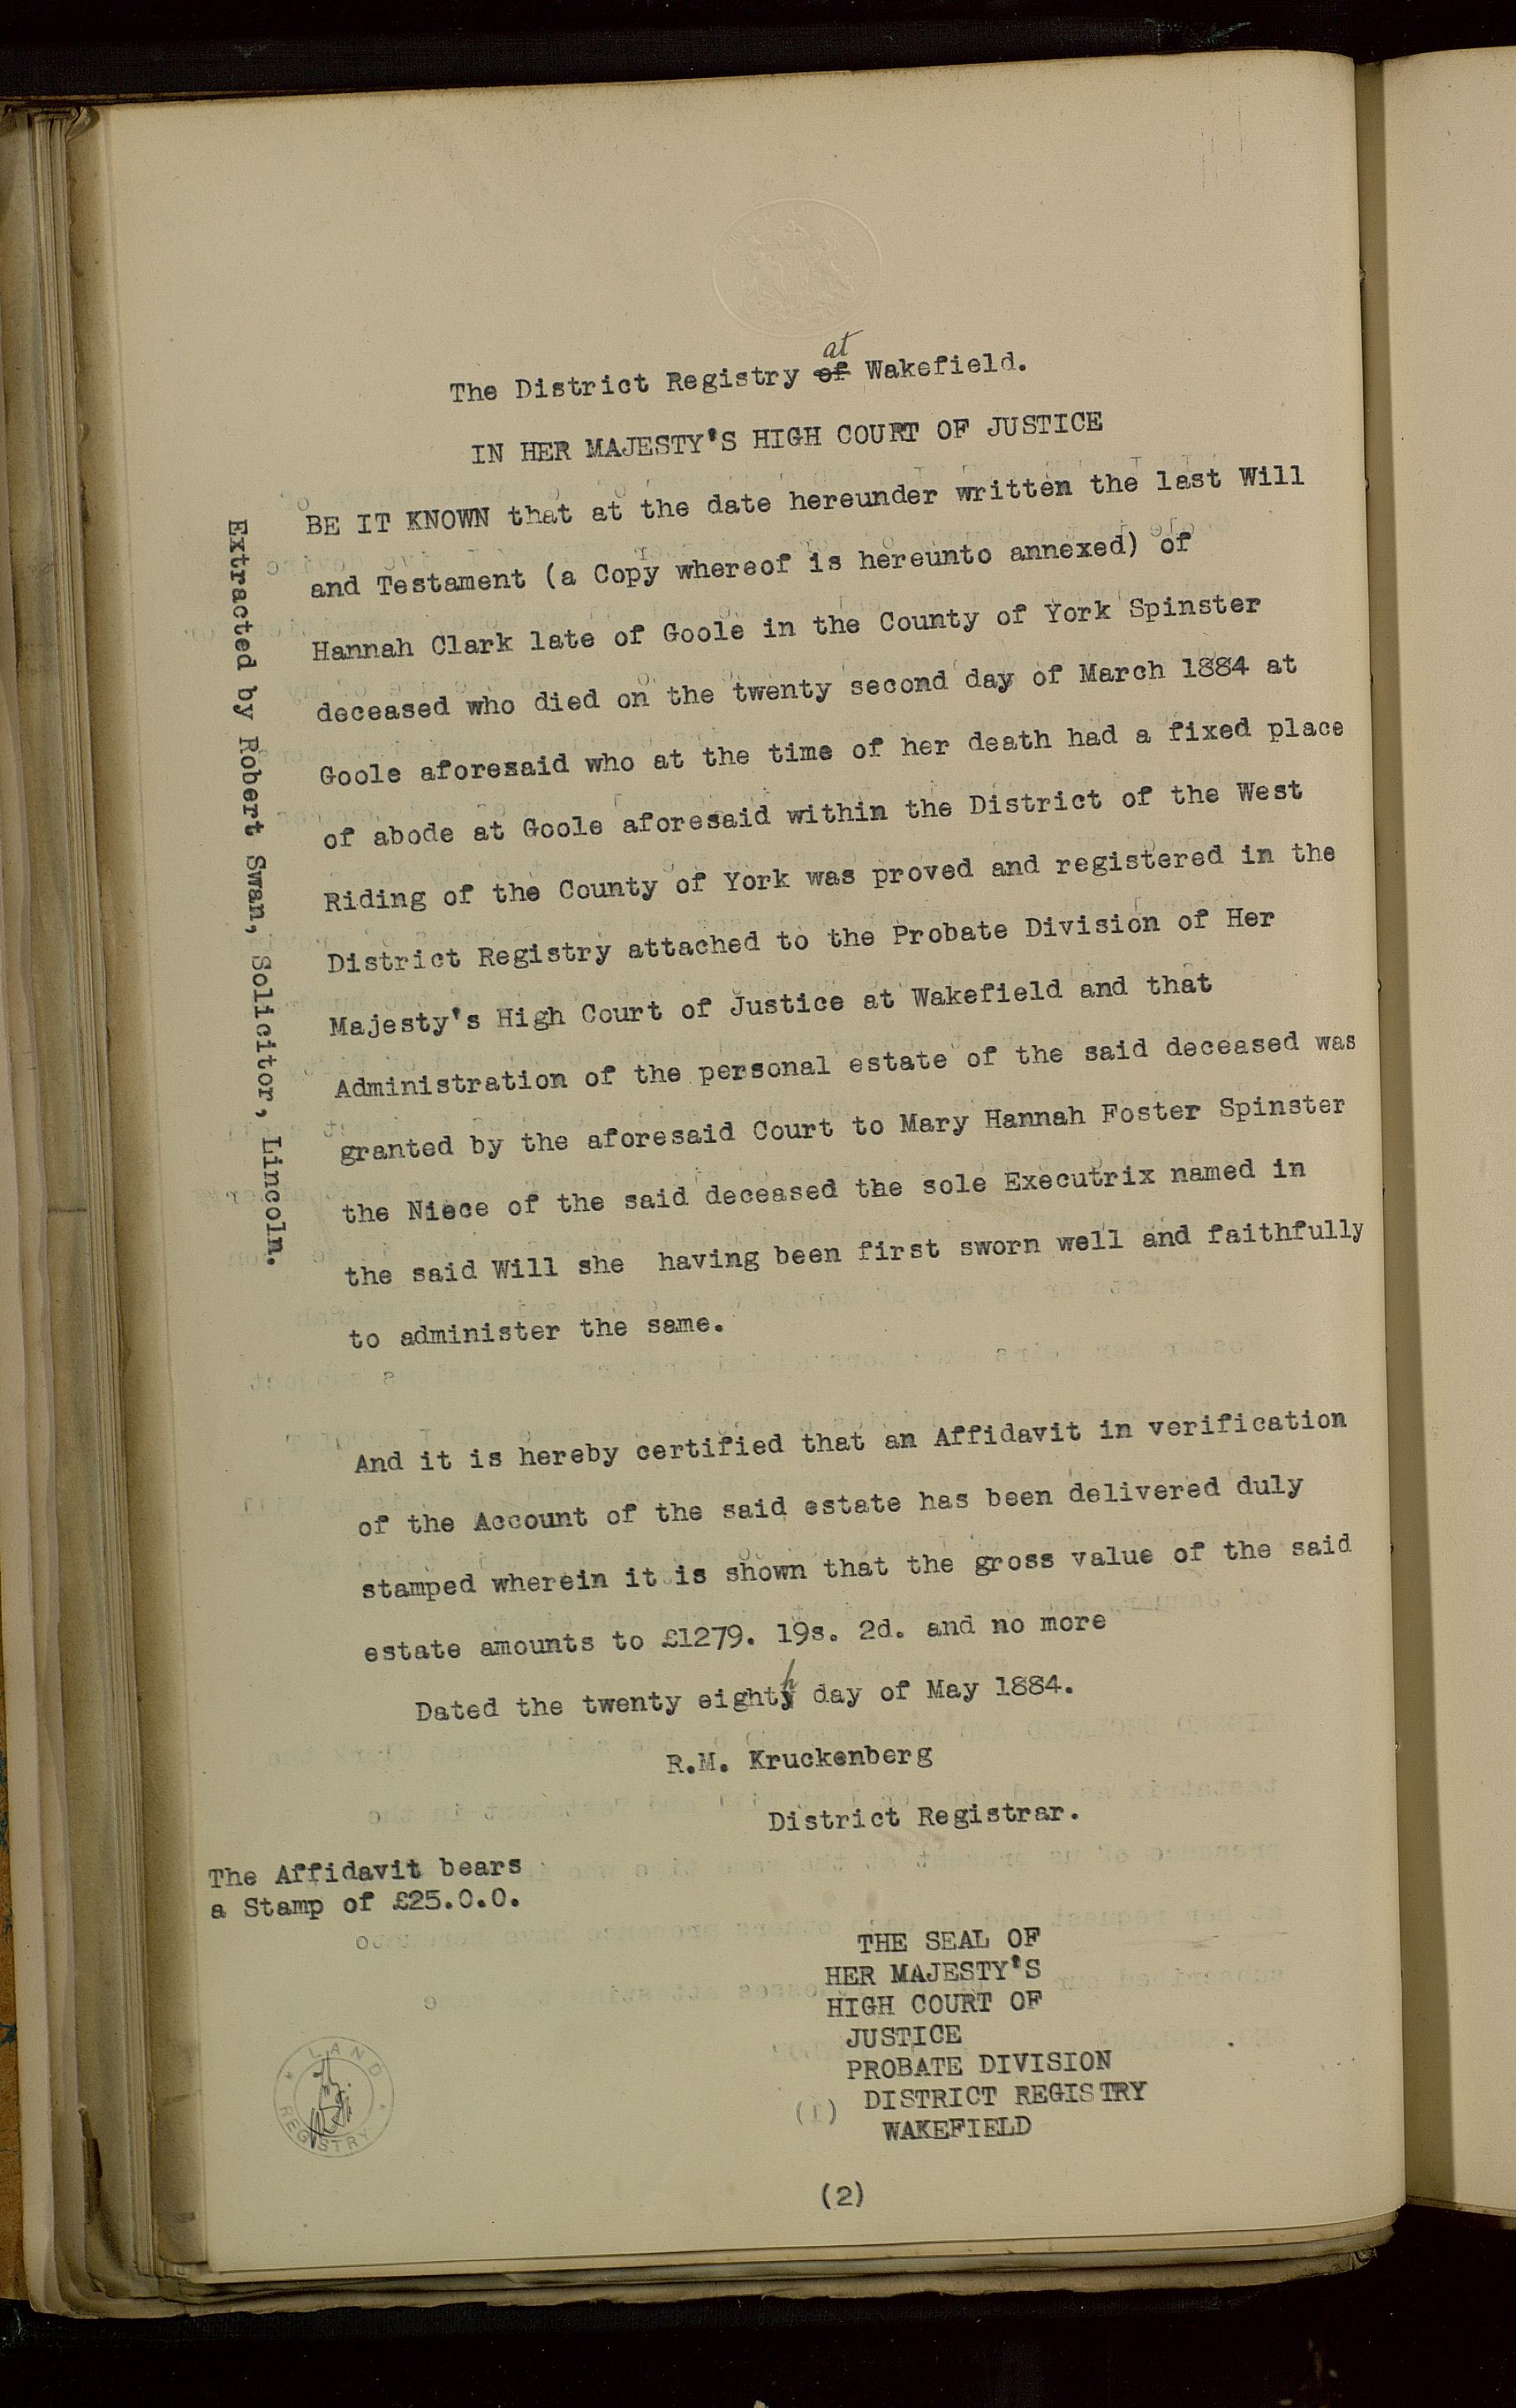 The District Registry of at Wakefield.
IN HER MAJESTY'S HIGH COURT OF JUSTICE
BE IT KNOWN that at the date hereunder written the last Will
and Testament (a Copy whereof is hereunto annexed) of
Hannah Clark late of Goole in the County of York Spinster
deceased who died on the twenty second day of March 1884 at
Goole aforesaid who at the time of her death had a fixed place
of abode at Goole aforesaid within the District of the West
Riding of the County of York was proved and registered in the
District Registry attached to the Probate Division of Her
Majesty's High Court of Justice at Wakefield and that
Administration of the personal estate of the said deceased was
granted by the aforesaid Court to Mary Hannah Foster Spinster
the Niece of the said deceased the sole Executrix named in
the said Will she having been first sworn well and faithfully
to administer the same.
Extracted by Robert Swan, Solicitor, Lincoln.
And it is hereby certified that an Affidavit in verification
of the Account of the said estate has been delivered duly
stamped wherein it is shown that the gross value of the said
estate amounts to £1279. 19s. 2d. and no more
Dated the twenty eighth day of May 1884.
R.M. Kruckenberg
District Registrar.
The Affidavit bears
a Stamp of £25.0.0.
THE SEAL OF
HER MAJESTY'S
HIGH COURT OF
JUSTICE
PROBATE DIVISION
(1) DISTRICT REGISTRY
WAKEFIELD
LAND REGISTRY
(2)